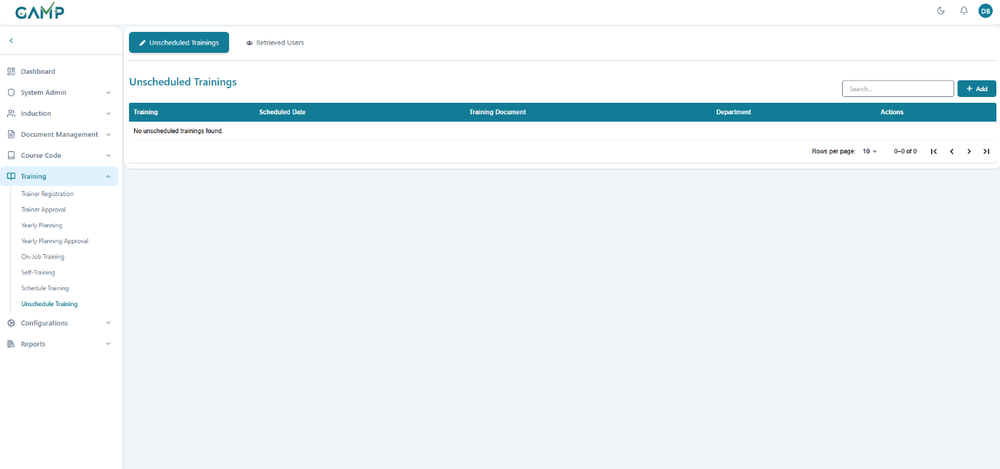 CAMP
DB
Unscheduled Trainings
Retrieved Users
Dashboard
System Admin
Induction
Document Management
Course Code
Training
Trainer Registration
Trainer Approval
Yearly Planning
Yearly Planning Approval
On-Job Training
Self-Training
Schedule Training
Unschedule Training
Configurations
Reports
Unscheduled Trainings
Search...
+ Add
Training Scheduled Date Training Document Department Actions
No unscheduled trainings found.
Rows per page: 10 0–0 of 0